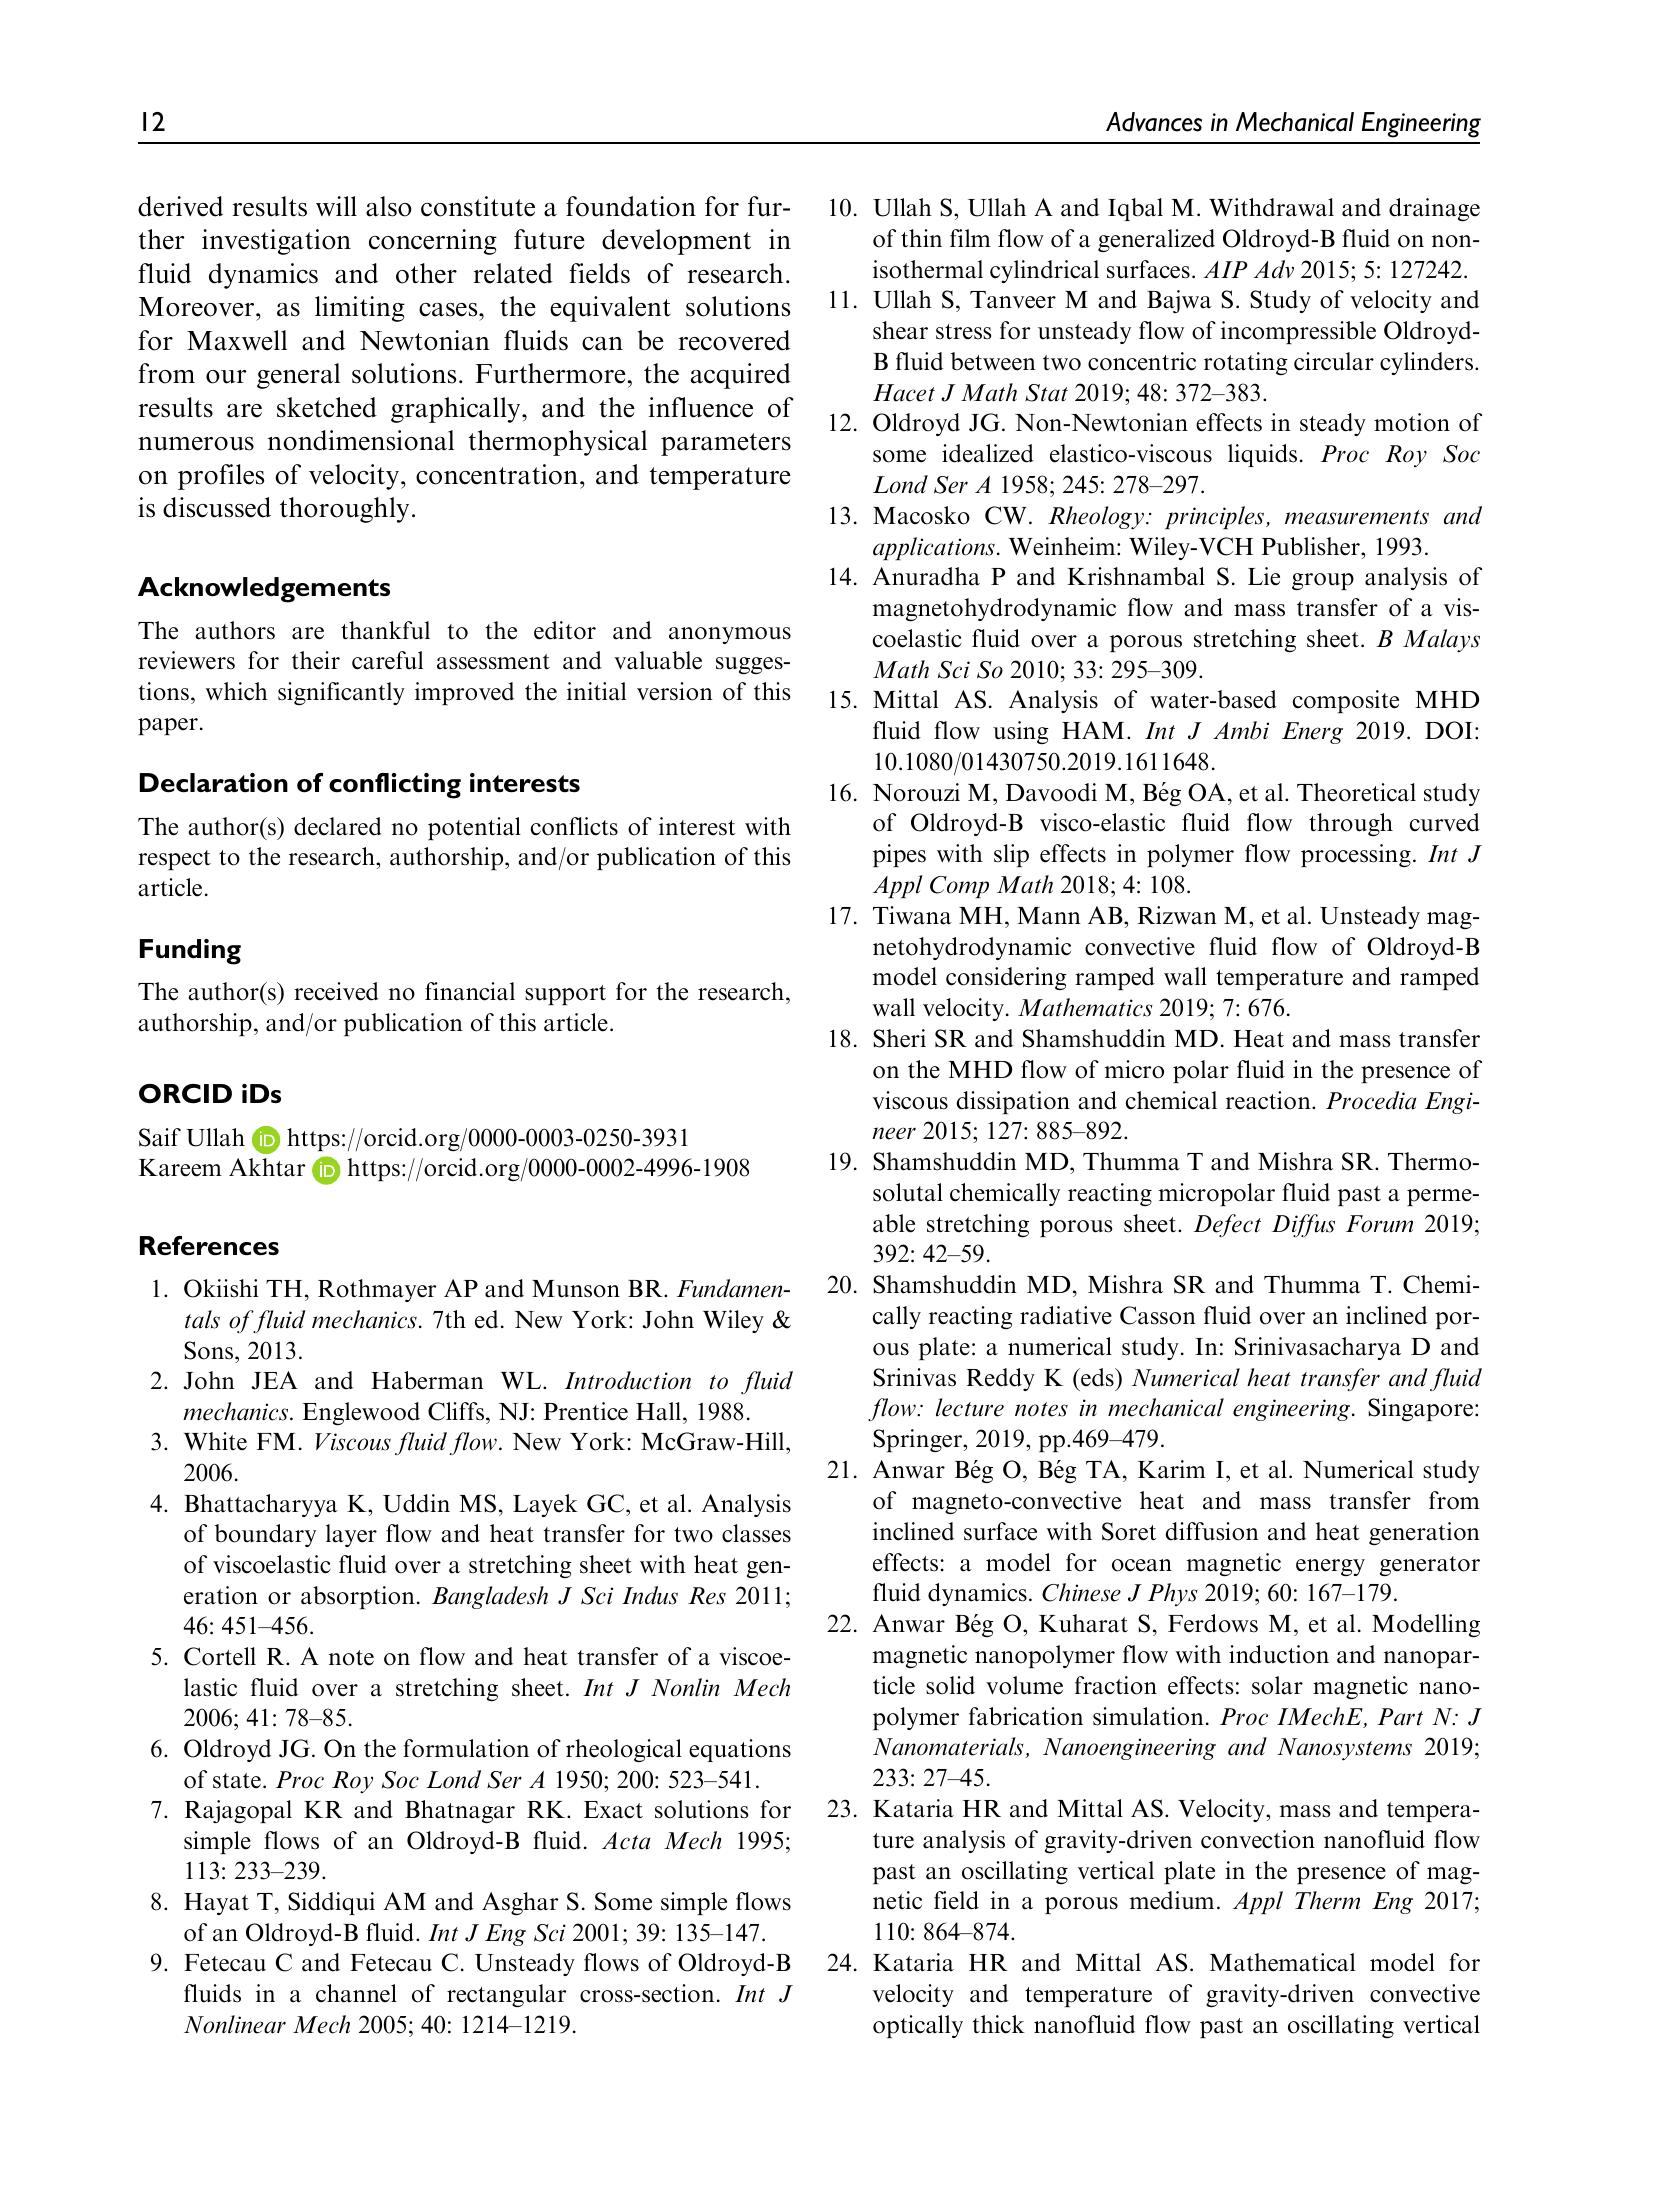 12
Advances in Mechanical Engineering
derived results will also constitute a foundation for fur-
ther investigation concerning future development in
fluid dynamics and other related fields of research.
Moreover, as limiting cases, the equivalent solutions
for Maxwell and Newtonian fluids can be recovered
from our general solutions. Furthermore, the acquired
results are sketched graphically, and the influence of
numerous nondimensional thermophysical parameters
on profiles of velocity, concentration, and temperature
is discussed thoroughly.
Acknowledgements
The authors are thankful to the editor and anonymous
reviewers for their careful assessment and valuable sugges-
tions, which significantly improved the initial version of this
paper.
Declaration of conflicting interests
The author(s) declared no potential conflicts of interest with
respect to the research, authorship, and/or publication of this
article.
Funding
The author(s) received no financial support for the research,
authorship, and/or publication of this article.
ORCID iDs
Saif Ullah iD https://orcid.org/0000-0003-0250-3931
Kareem Akhtar iD https://orcid.org/0000-0002-4996-1908
References
1. Okiishi TH, Rothmayer AP and Munson BR. Fundamen-
tals of fluid mechanics. 7th ed. New York: John Wiley &
Sons, 2013.
2. John JEA and Haberman WL. Introduction to fluid
mechanics. Englewood Cliffs, NJ: Prentice Hall, 1988.
3. White FM. Viscous fluid flow. New York: McGraw-Hill,
2006.
4. Bhattacharyya K, Uddin MS, Layek GC, et al. Analysis
of boundary layer flow and heat transfer for two classes
of viscoelastic fluid over a stretching sheet with heat gen-
eration or absorption. Bangladesh J Sci Indus Res 2011;
46: 451–456.
5. Cortell R. A note on flow and heat transfer of a viscoe-
lastic fluid over a stretching sheet. Int J Nonlin Mech
2006; 41: 78–85.
6. Oldroyd JG. On the formulation of rheological equations
of state. Proc Roy Soc Lond Ser A 1950; 200: 523–541.
7. Rajagopal KR and Bhatnagar RK. Exact solutions for
simple flows of an Oldroyd-B fluid. Acta Mech 1995;
113: 233–239.
8. Hayat T, Siddiqui AM and Asghar S. Some simple flows
of an Oldroyd-B fluid. Int J Eng Sci 2001; 39: 135–147.
9. Fetecau C and Fetecau C. Unsteady flows of Oldroyd-B
fluids in a channel of rectangular cross-section. Int J
Nonlinear Mech 2005; 40: 1214–1219.
10. Ullah S, Ullah A and Iqbal M. Withdrawal and drainage
of thin film flow of a generalized Oldroyd-B fluid on non-
isothermal cylindrical surfaces. AIP Adv 2015; 5: 127242.
11. Ullah S, Tanveer M and Bajwa S. Study of velocity and
shear stress for unsteady flow of incompressible Oldroyd-
B fluid between two concentric rotating circular cylinders.
Hacet J Math Stat 2019; 48: 372–383.
12. Oldroyd JG. Non-Newtonian effects in steady motion of
some idealized elastico-viscous liquids. Proc Roy Soc
Lond Ser A 1958; 245: 278–297.
13. Macosko CW. Rheology: principles, measurements and
applications. Weinheim: Wiley-VCH Publisher, 1993.
14. Anuradha P and Krishnambal S. Lie group analysis of
magnetohydrodynamic flow and mass transfer of a vis-
coelastic fluid over a porous stretching sheet. B Malays
Math Sci So 2010; 33: 295–309.
15. Mittal AS. Analysis of water-based composite MHD
fluid flow using HAM. Int J Ambi Energ 2019. DOI:
10.1080/01430750.2019.1611648.
16. Norouzi M, Davoodi M, Bég OA, et al. Theoretical study
of Oldroyd-B visco-elastic fluid flow through curved
pipes with slip effects in polymer flow processing. Int J
Appl Comp Math 2018; 4: 108.
17. Tiwana MH, Mann AB, Rizwan M, et al. Unsteady mag-
netohydrodynamic convective fluid flow of Oldroyd-B
model considering ramped wall temperature and ramped
wall velocity. Mathematics 2019; 7: 676.
18. Sheri SR and Shamshuddin MD. Heat and mass transfer
on the MHD flow of micro polar fluid in the presence of
viscous dissipation and chemical reaction. Procedia Engi-
neer 2015; 127: 885–892.
19. Shamshuddin MD, Thumma T and Mishra SR. Thermo-
solutal chemically reacting micropolar fluid past a perme-
able stretching porous sheet. Defect Diffus Forum 2019;
392: 42–59.
20. Shamshuddin MD, Mishra SR and Thumma T. Chemi-
cally reacting radiative Casson fluid over an inclined por-
ous plate: a numerical study. In: Srinivasacharya D and
Srinivas Reddy K (eds) Numerical heat transfer and fluid
flow: lecture notes in mechanical engineering. Singapore:
Springer, 2019, pp.469–479.
21. Anwar Bég O, Bég TA, Karim I, et al. Numerical study
of magneto-convective heat and mass transfer from
inclined surface with Soret diffusion and heat generation
effects: a model for ocean magnetic energy generator
fluid dynamics. Chinese J Phys 2019; 60: 167–179.
22. Anwar Bég O, Kuharat S, Ferdows M, et al. Modelling
magnetic nanopolymer flow with induction and nanopar-
ticle solid volume fraction effects: solar magnetic nano-
polymer fabrication simulation. Proc IMechE, Part N: J
Nanomaterials, Nanoengineering and Nanosystems 2019;
233: 27–45.
23. Kataria HR and Mittal AS. Velocity, mass and tempera-
ture analysis of gravity-driven convection nanofluid flow
past an oscillating vertical plate in the presence of mag-
netic field in a porous medium. Appl Therm Eng 2017;
110: 864–874.
24. Kataria HR and Mittal AS. Mathematical model for
velocity and temperature of gravity-driven convective
optically thick nanofluid flow past an oscillating vertical